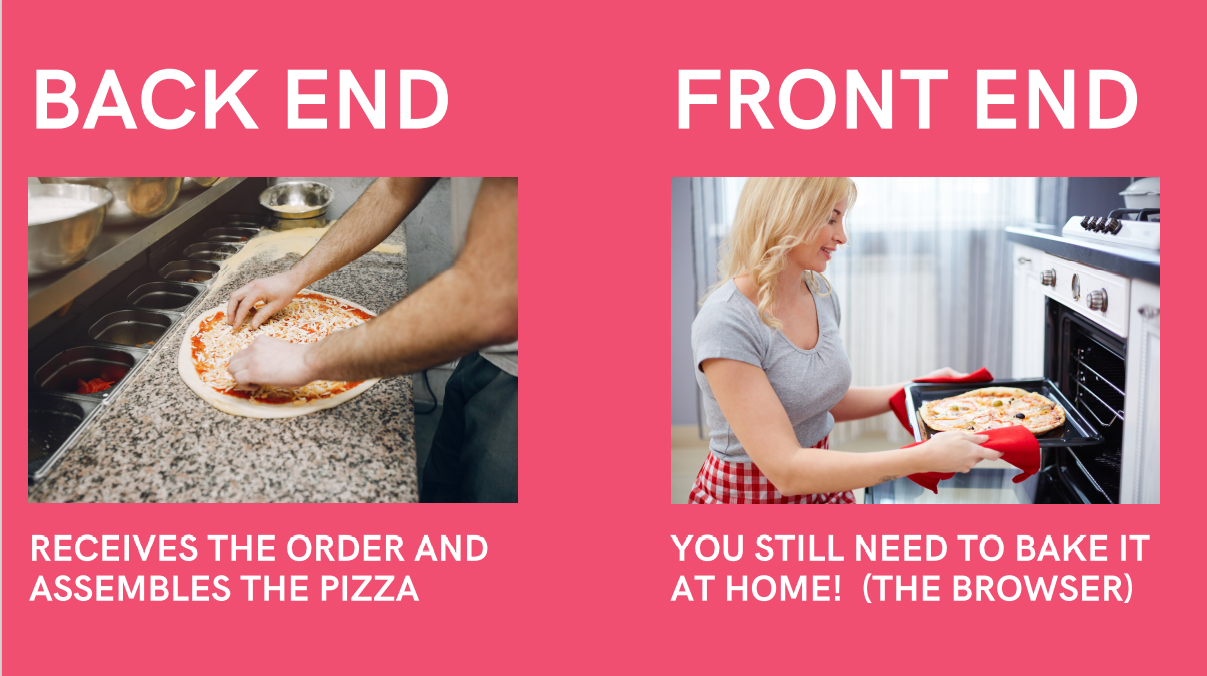 BACK END
RECEIVES THE ORDER AND
ASSEMBLES THE PIZZA
FRONT END
YOU STILL NEED TO BAKE IT
AT HOME!  (THE BROWSER)